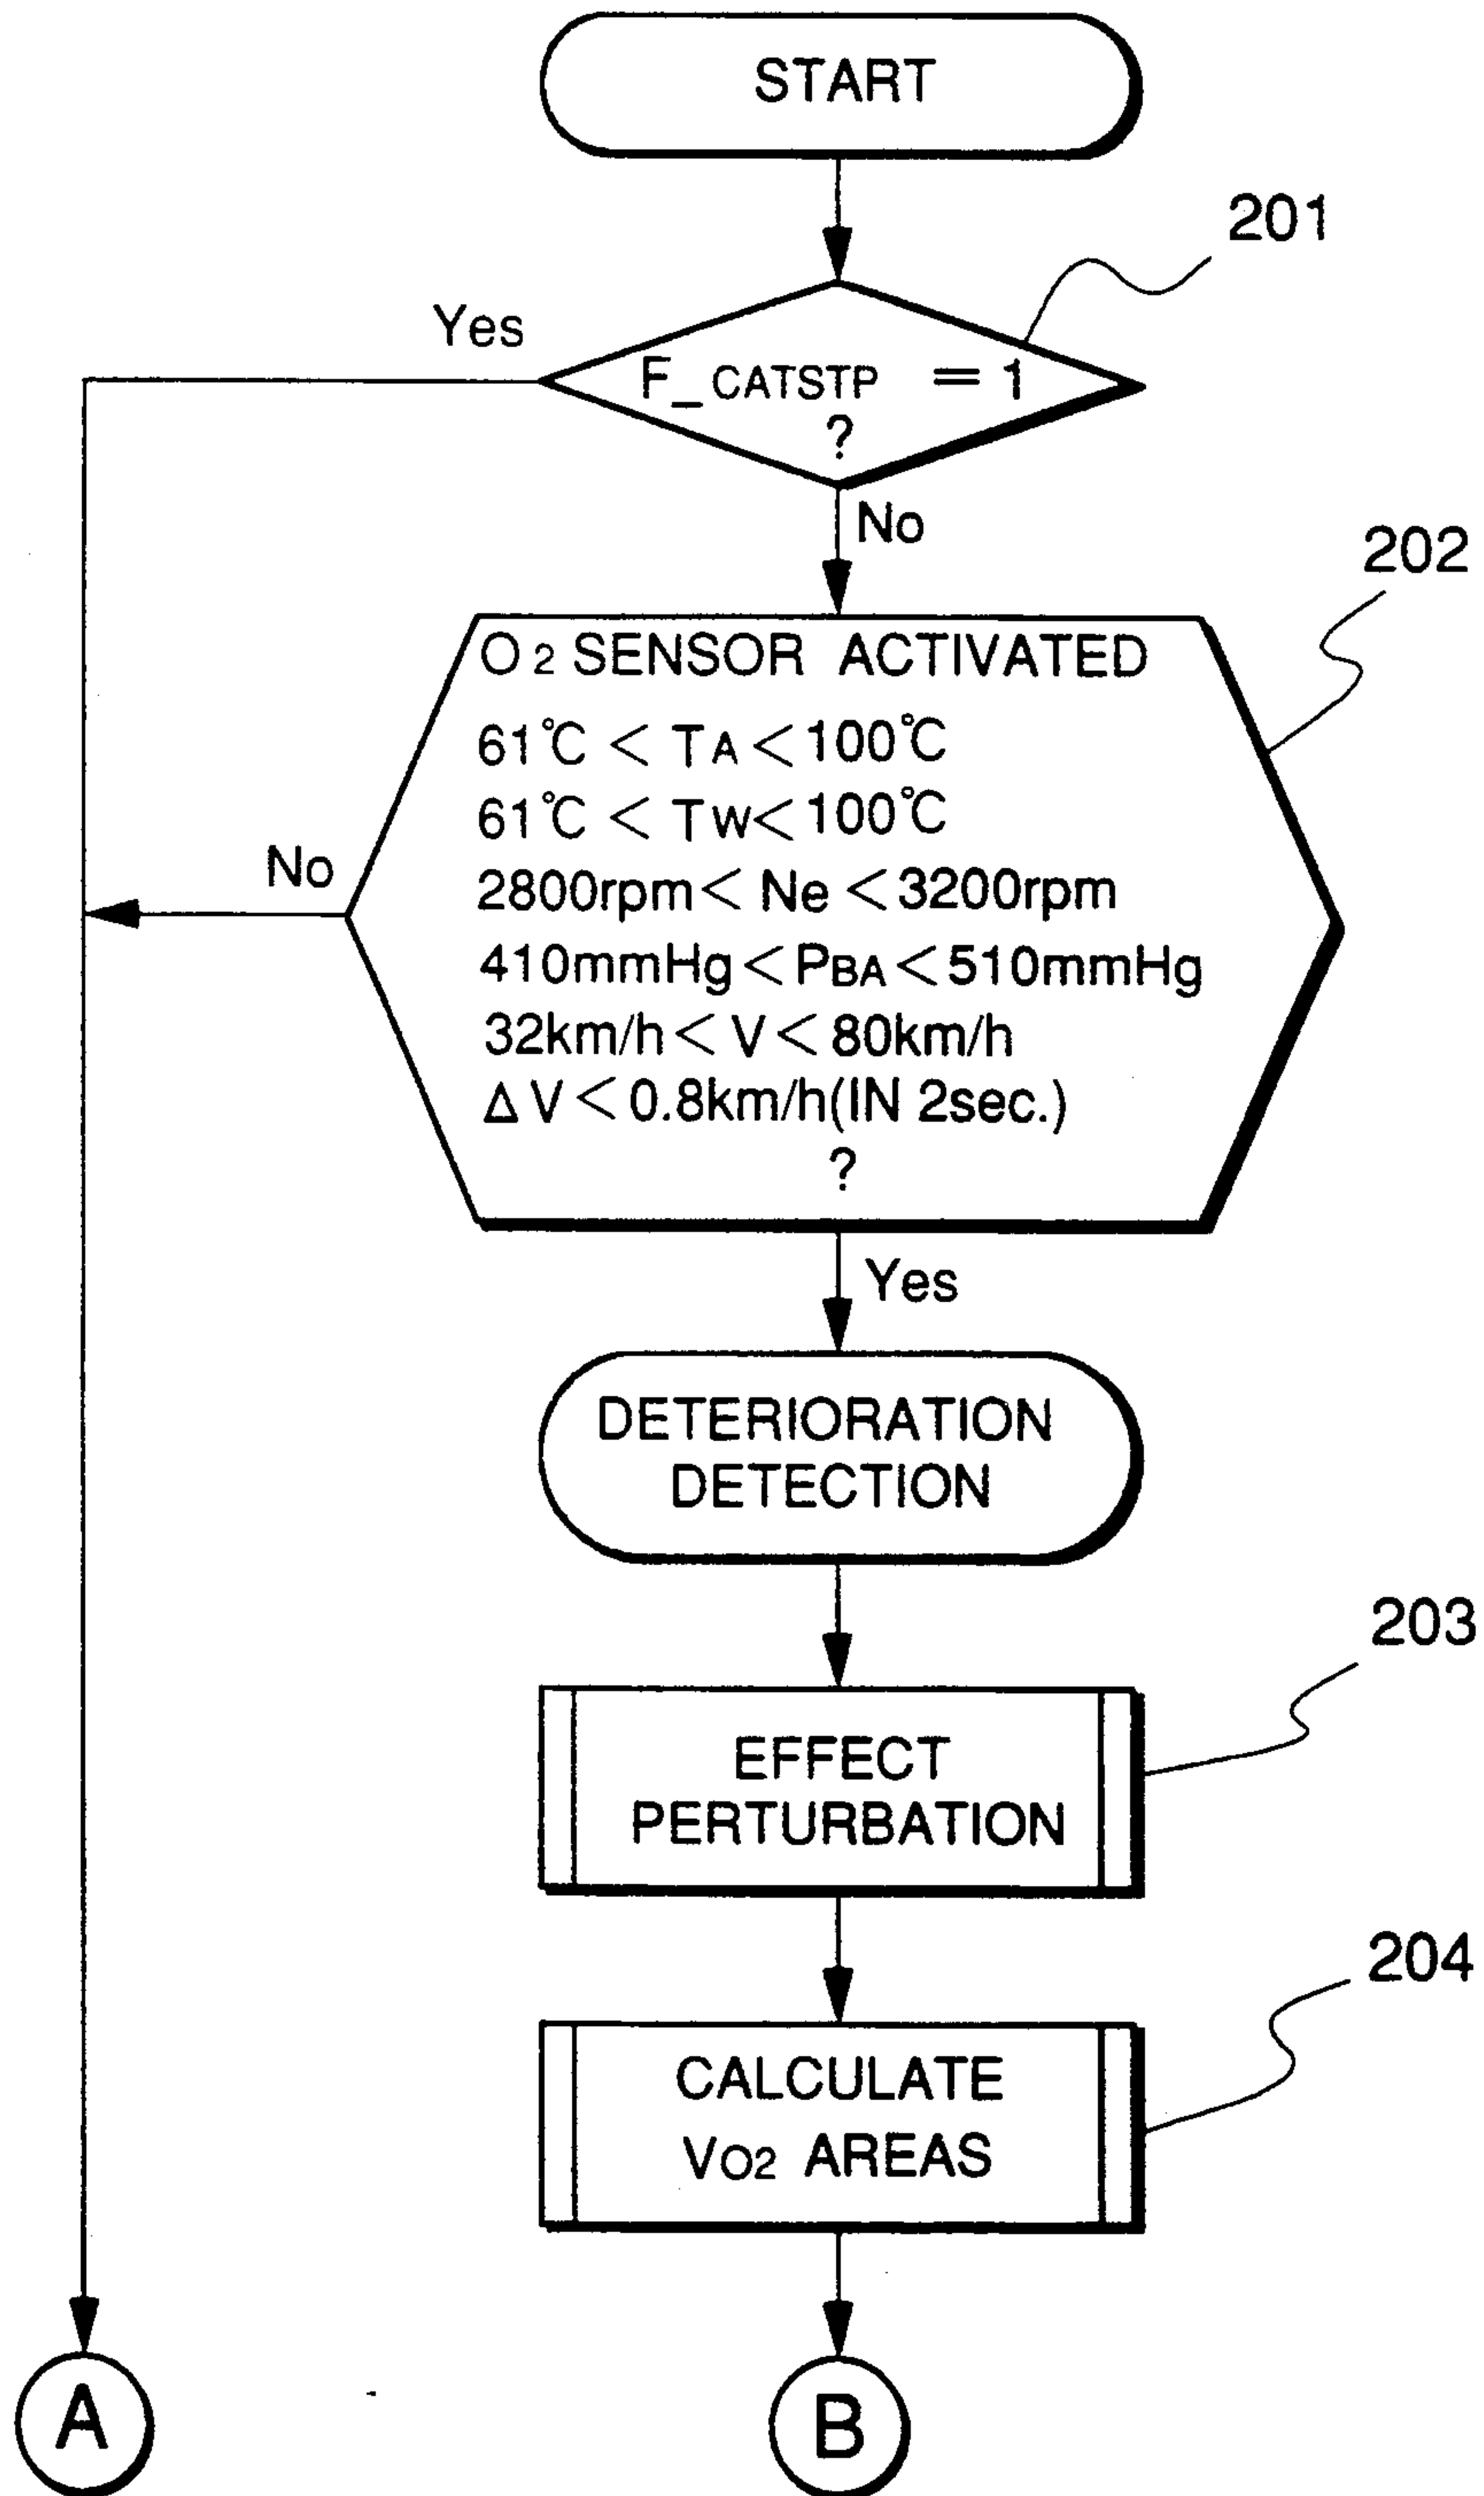 START
201
Yes
F_CATSTP = 1
?
No
202
O2 SENSOR ACTIVATED
61℃ < TA < 100℃
61℃ < TW < 100℃
No
2800rpm < Ne < 3200rpm
410mmHg < PBA < 510mmHg
32km/h < V < 80km/h
ΔV < 0.8km/h(IN 2sec.)
?
Yes
DETERIORATION
DETECTION
203
EFFECT
PERTURBATION
204
CALCULATE
VO2 AREAS
A
B